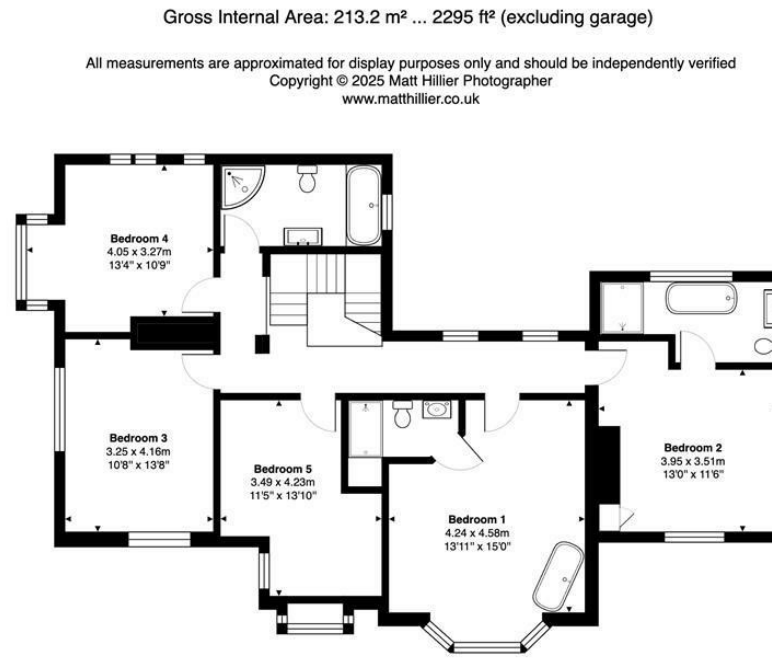 Gross Internal Area: 213.2 m² ... 2295 ft² (excluding garage)
All measurements are approximated for display purposes only and should be independently verified
Copyright © 2025 Matt Hillier Photographer
www.matthillier.co.uk
Bedroom 4
4.05 x 3.27m
13'4" x 10'9"
Bedroom 3
3.25 x 4.16m
10'8" x 13'8"
Bedroom 5
3.49 x 4.23m
11'5" x 13'10"
Bedroom 1
4.24 x 4.58m
13'11" x 15'0"
Bedroom 2
3.95 x 3.51m
13'0" x 11'6"